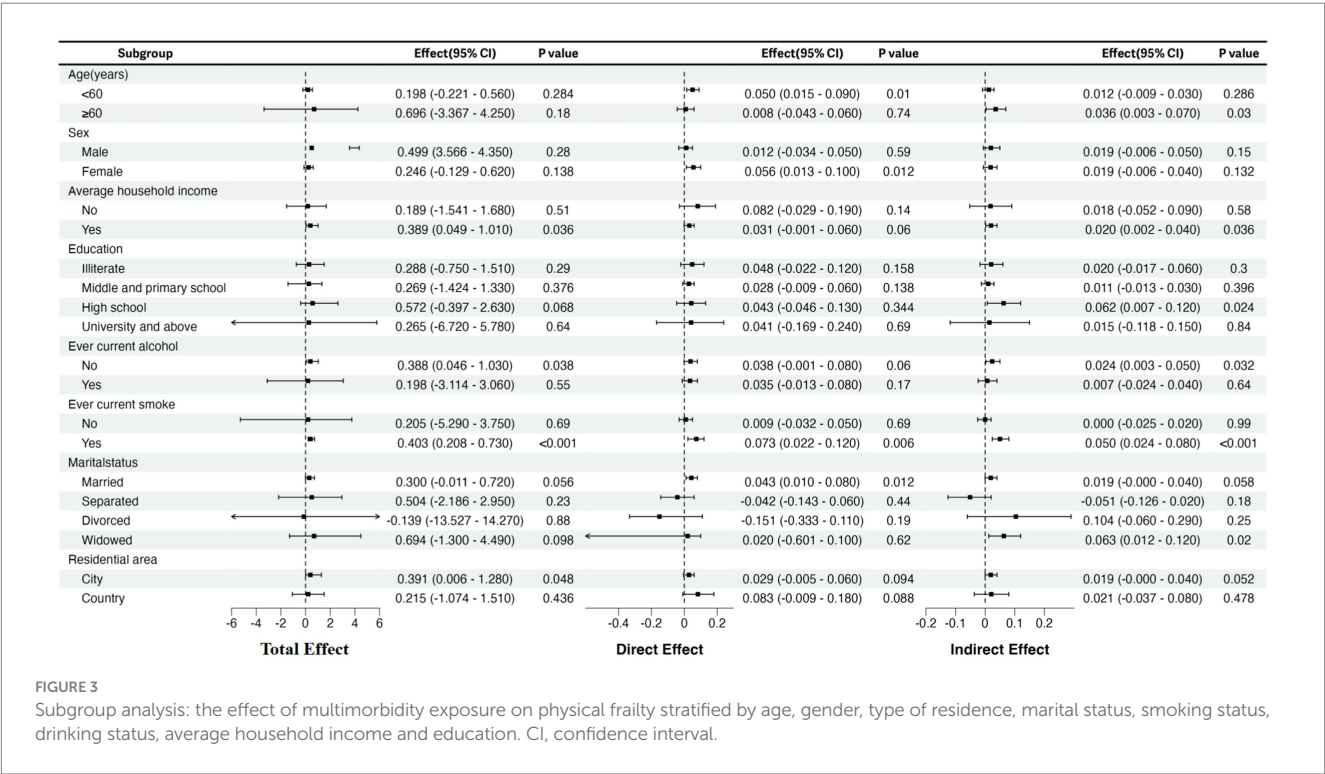 Subgroup Effect(95% CI) P value Effect(95% CI) P value Effect(95% CI) P value
Age(years)
<60 0.198 (-0.221 - 0.560) 0.284 0.050 (0.015 - 0.090) 0.01 0.012 (-0.009 - 0.030) 0.286
≥60 0.696 (-3.367 - 4.250) 0.18 0.008 (-0.043 - 0.060) 0.74 0.036 (0.003 - 0.070) 0.03
Sex
Male 0.499 (3.566 - 4.350) 0.28 0.012 (-0.034 - 0.050) 0.59 0.019 (-0.006 - 0.050) 0.15
Female 0.246 (-0.129 - 0.620) 0.138 0.056 (0.013 - 0.100) 0.012 0.019 (-0.006 - 0.040) 0.132
Average household income
No 0.189 (-1.541 - 1.680) 0.51 0.082 (-0.029 - 0.190) 0.14 0.018 (-0.052 - 0.090) 0.58
Yes 0.389 (0.049 - 1.010) 0.036 0.031 (-0.001 - 0.060) 0.06 0.020 (0.002 - 0.040) 0.036
Education
Illiterate 0.288 (-0.750 - 1.510) 0.29 0.048 (-0.022 - 0.120) 0.158 0.020 (-0.017 - 0.060) 0.3
Middle and primary school 0.269 (-1.424 - 1.330) 0.376 0.028 (-0.009 - 0.060) 0.138 0.011 (-0.013 - 0.030) 0.396
High school 0.572 (-0.397 - 2.630) 0.068 0.043 (-0.046 - 0.130) 0.344 0.062 (0.007 - 0.120) 0.024
University and above 0.265 (-6.720 - 5.780) 0.64 0.041 (-0.169 - 0.240) 0.69 0.015 (-0.118 - 0.150) 0.84
Ever current alcohol
No 0.388 (0.046 - 1.030) 0.038 0.038 (-0.001 - 0.080) 0.06 0.024 (0.003 - 0.050) 0.032
Yes 0.198 (-3.114 - 3.060) 0.55 0.035 (-0.013 - 0.080) 0.17 0.007 (-0.024 - 0.040) 0.64
Ever current smoke
No 0.205 (-5.290 - 3.750) 0.69 0.009 (-0.032 - 0.050) 0.69 0.000 (-0.025 - 0.020) 0.99
Yes 0.403 (0.208 - 0.730) <0.001 0.073 (0.022 - 0.120) 0.006 0.050 (0.024 - 0.080) <0.001
Maritalstatus
Married 0.300 (-0.011 - 0.720) 0.056 0.043 (0.010 - 0.080) 0.012 0.019 (-0.000 - 0.040) 0.058
Separated 0.504 (-2.186 - 2.950) 0.23 -0.042 (-0.143 - 0.060) 0.44 -0.051 (-0.126 - 0.020) 0.18
Divorced -0.139 (-13.527 - 14.270) 0.88 -0.151 (-0.333 - 0.110) 0.19 0.104 (-0.060 - 0.290) 0.25
Widowed 0.694 (-1.300 - 4.490) 0.098 0.020 (-0.601 - 0.100) 0.62 0.063 (0.012 - 0.120) 0.02
Residential area
City 0.391 (0.006 - 1.280) 0.048 0.029 (-0.005 - 0.060) 0.094 0.019 (-0.000 - 0.040) 0.052
Country 0.215 (-1.074 - 1.510) 0.436 0.083 (-0.009 - 0.180) 0.088 0.021 (-0.037 - 0.080) 0.478
-6 -4 -2 0 2 4 6 -0.4 -0.2 0 0.2 -0.2 -0.1 0 0.1 0.2
Total Effect Direct Effect Indirect Effect
FIGURE 3
Subgroup analysis: the effect of multimorbidity exposure on physical frailty stratified by age, gender, type of residence, marital status, smoking status,
drinking status, average household income and education. CI, confidence interval.